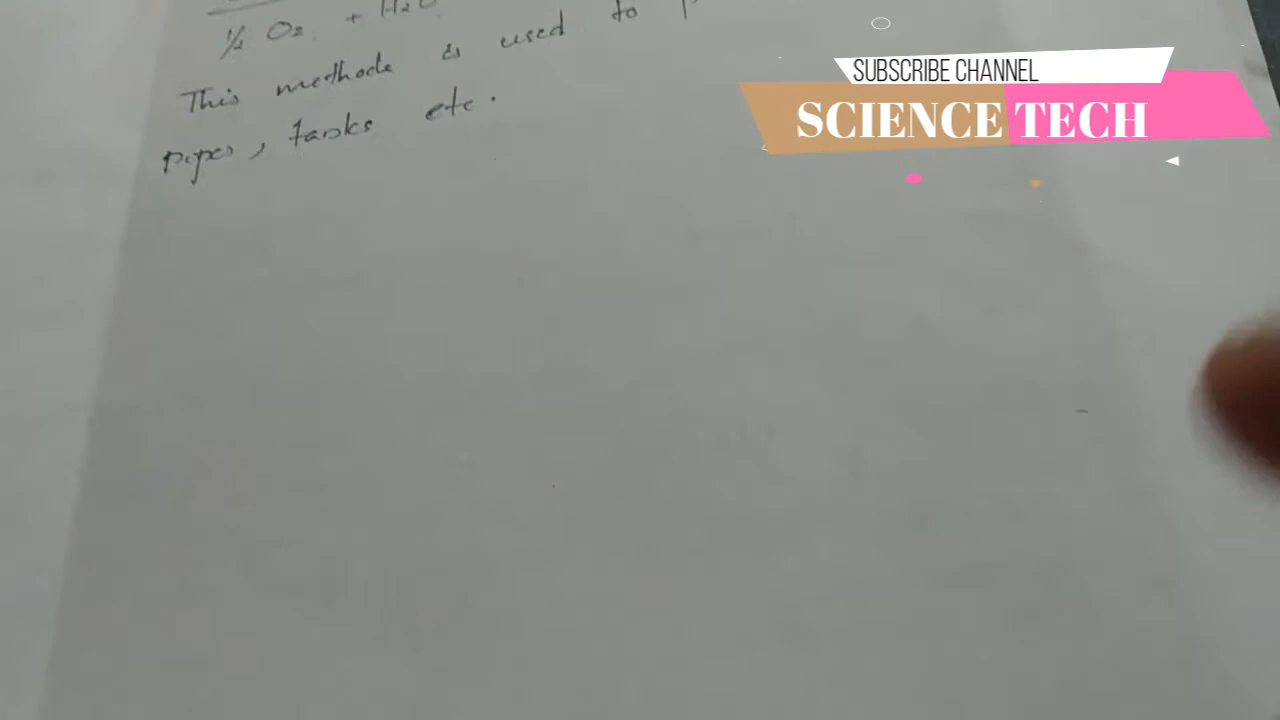 ½ O₂ + H₂O
This methode is used to
pipes, tanks etc.
SUBSCRIBE CHANNEL
SCIENCE TECH